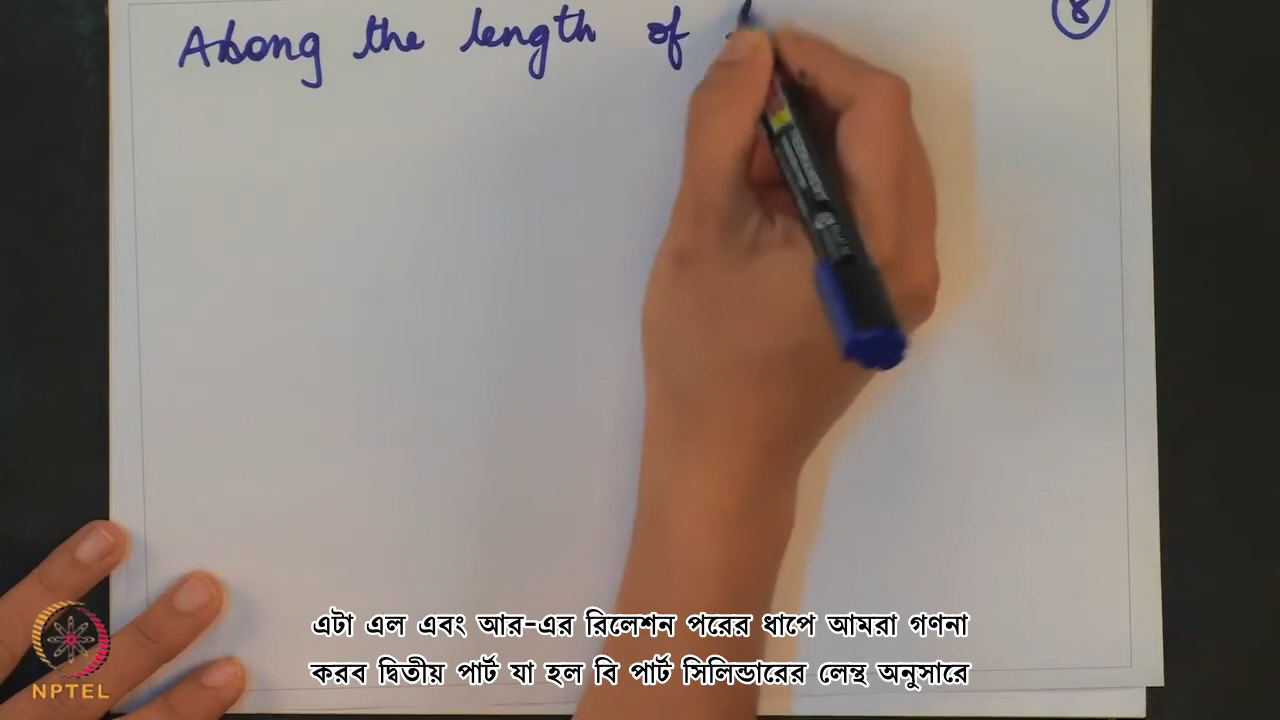 Along the length of
8
এটা এল এবং আর-এর রিলেশন পরের ধাপে আমরা গণনা
করব দ্বিতীয় পার্ট যা হল বি পার্ট সিলিন্ডারের লেন্থ অনুসারে
NPTEL